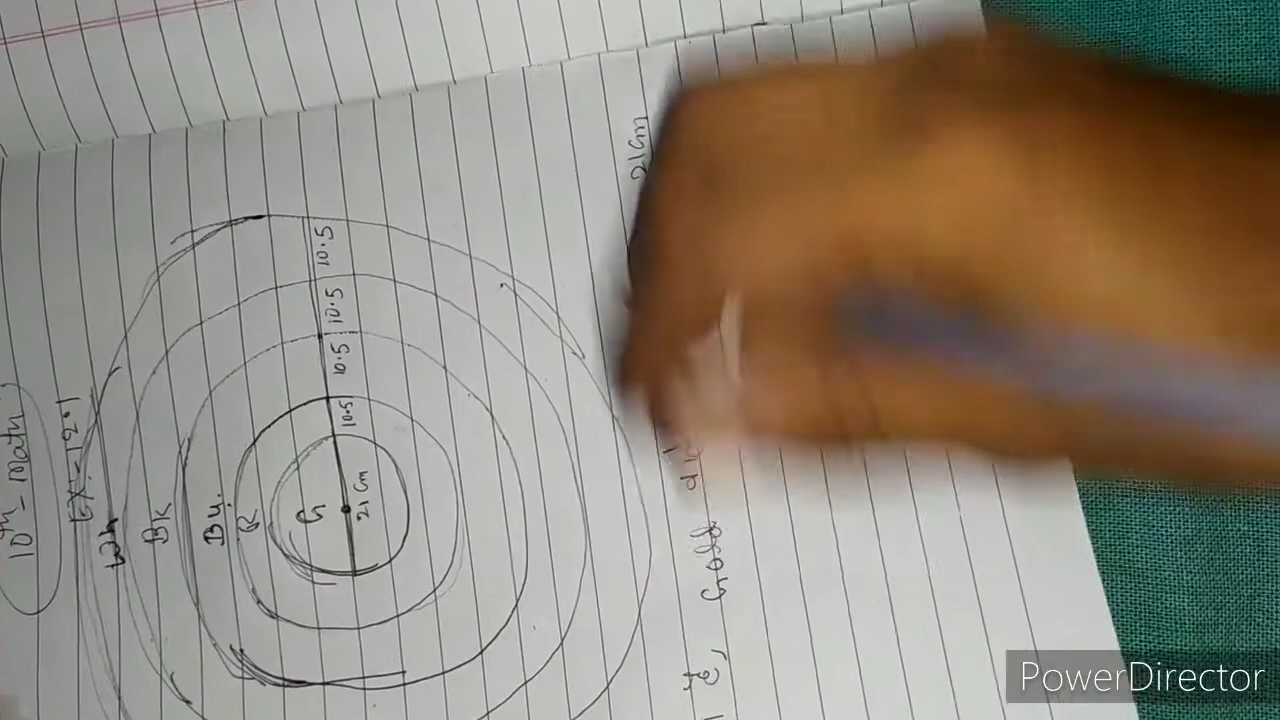 10th - Math
EX:- 12.1
Wh
Bk
Bu.
R
G
21 Cm
10.5
10.5
10.5
10.5
Gold
21cm
PowerDirector